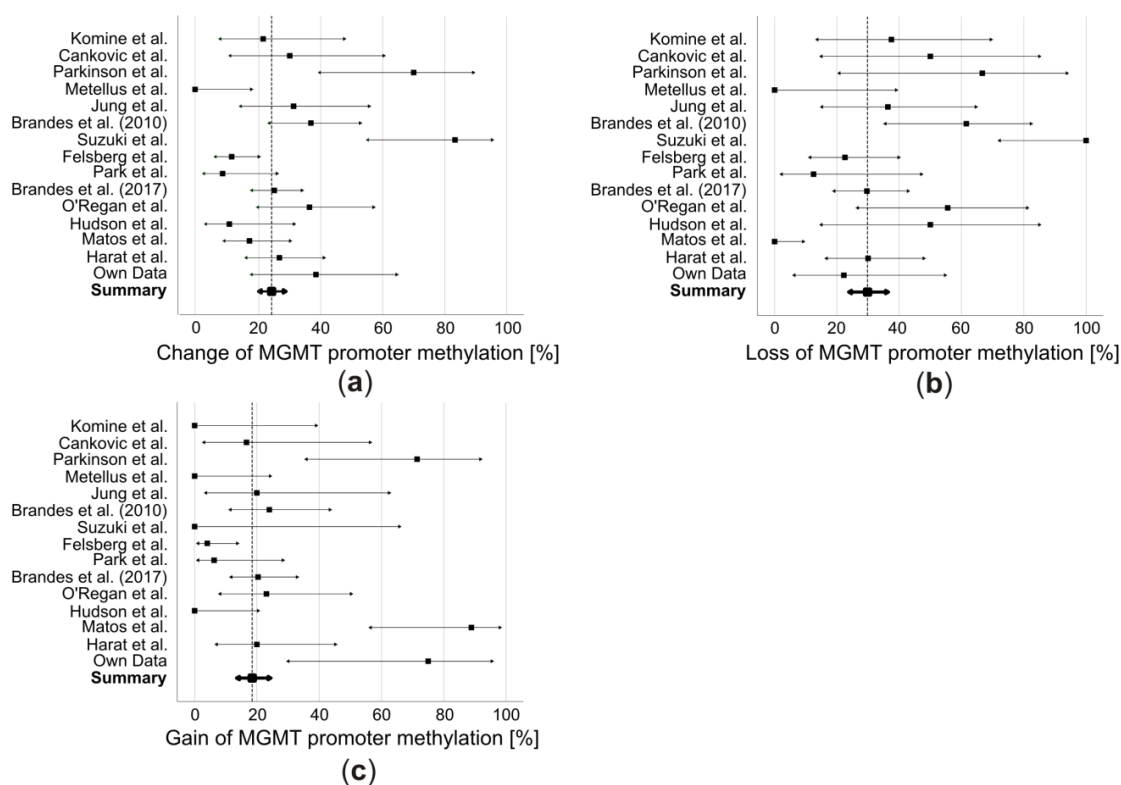 Komine et al.
Cankovic et al.
Parkinson et al.
Metellus et al.
Jung et al.
Brandes et al. (2010)
Suzuki et al.
Felsberg et al.
Park et al.
Brandes et al. (2017)
O'Regan et al.
Hudson et al.
Matos et al.
Harat et al.
Own Data
Summary
0 20 40 60 80 100
Change of MGMT promoter methylation [%]
(a)
Komine et al.
Cankovic et al.
Parkinson et al.
Metellus et al.
Jung et al.
Brandes et al. (2010)
Suzuki et al.
Felsberg et al.
Park et al.
Brandes et al. (2017)
O'Regan et al.
Hudson et al.
Matos et al.
Harat et al.
Own Data
Summary
0 20 40 60 80 100
Loss of MGMT promoter methylation [%]
(b)
Komine et al.
Cankovic et al.
Parkinson et al.
Metellus et al.
Jung et al.
Brandes et al. (2010)
Suzuki et al.
Felsberg et al.
Park et al.
Brandes et al. (2017)
O'Regan et al.
Hudson et al.
Matos et al.
Harat et al.
Own Data
Summary
0 20 40 60 80 100
Gain of MGMT promoter methylation [%]
(c)